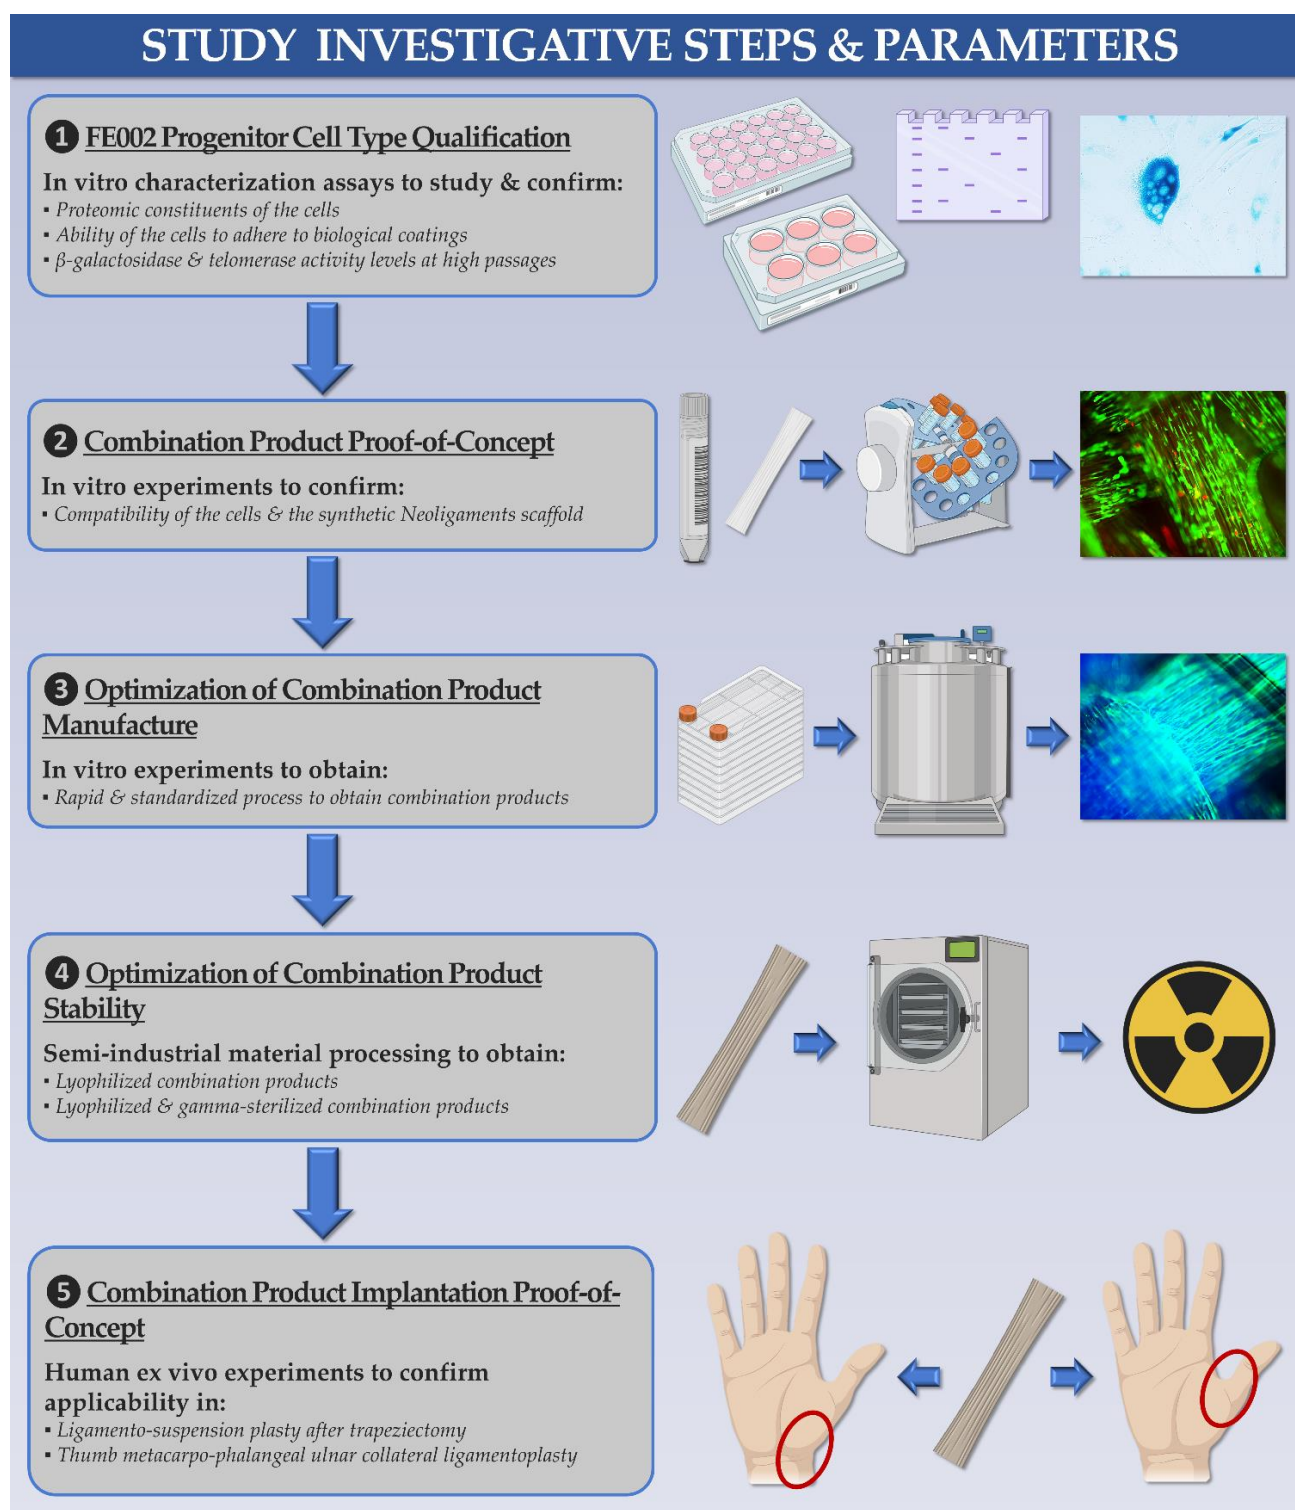 STUDY INVESTIGATIVE STEPS & PARAMETERS
❶ FE002 Progenitor Cell Type Qualification
In vitro characterization assays to study & confirm:
▪ Proteomic constituents of the cells
▪ Ability of the cells to adhere to biological coatings
▪ β-galactosidase & telomerase activity levels at high passages
❷ Combination Product Proof-of-Concept
In vitro experiments to confirm:
▪ Compatibility of the cells & the synthetic Neoligaments scaffold
❸ Optimization of Combination Product
Manufacture
In vitro experiments to obtain:
▪ Rapid & standardized process to obtain combination products
❹ Optimization of Combination Product
Stability
Semi-industrial material processing to obtain:
▪ Lyophilized combination products
▪ Lyophilized & gamma-sterilized combination products
❺ Combination Product Implantation Proof-of-
Concept
Human ex vivo experiments to confirm
applicability in:
▪ Ligamento-suspension plasty after trapeziectomy
▪ Thumb metacarpo-phalangeal ulnar collateral ligamentoplasty